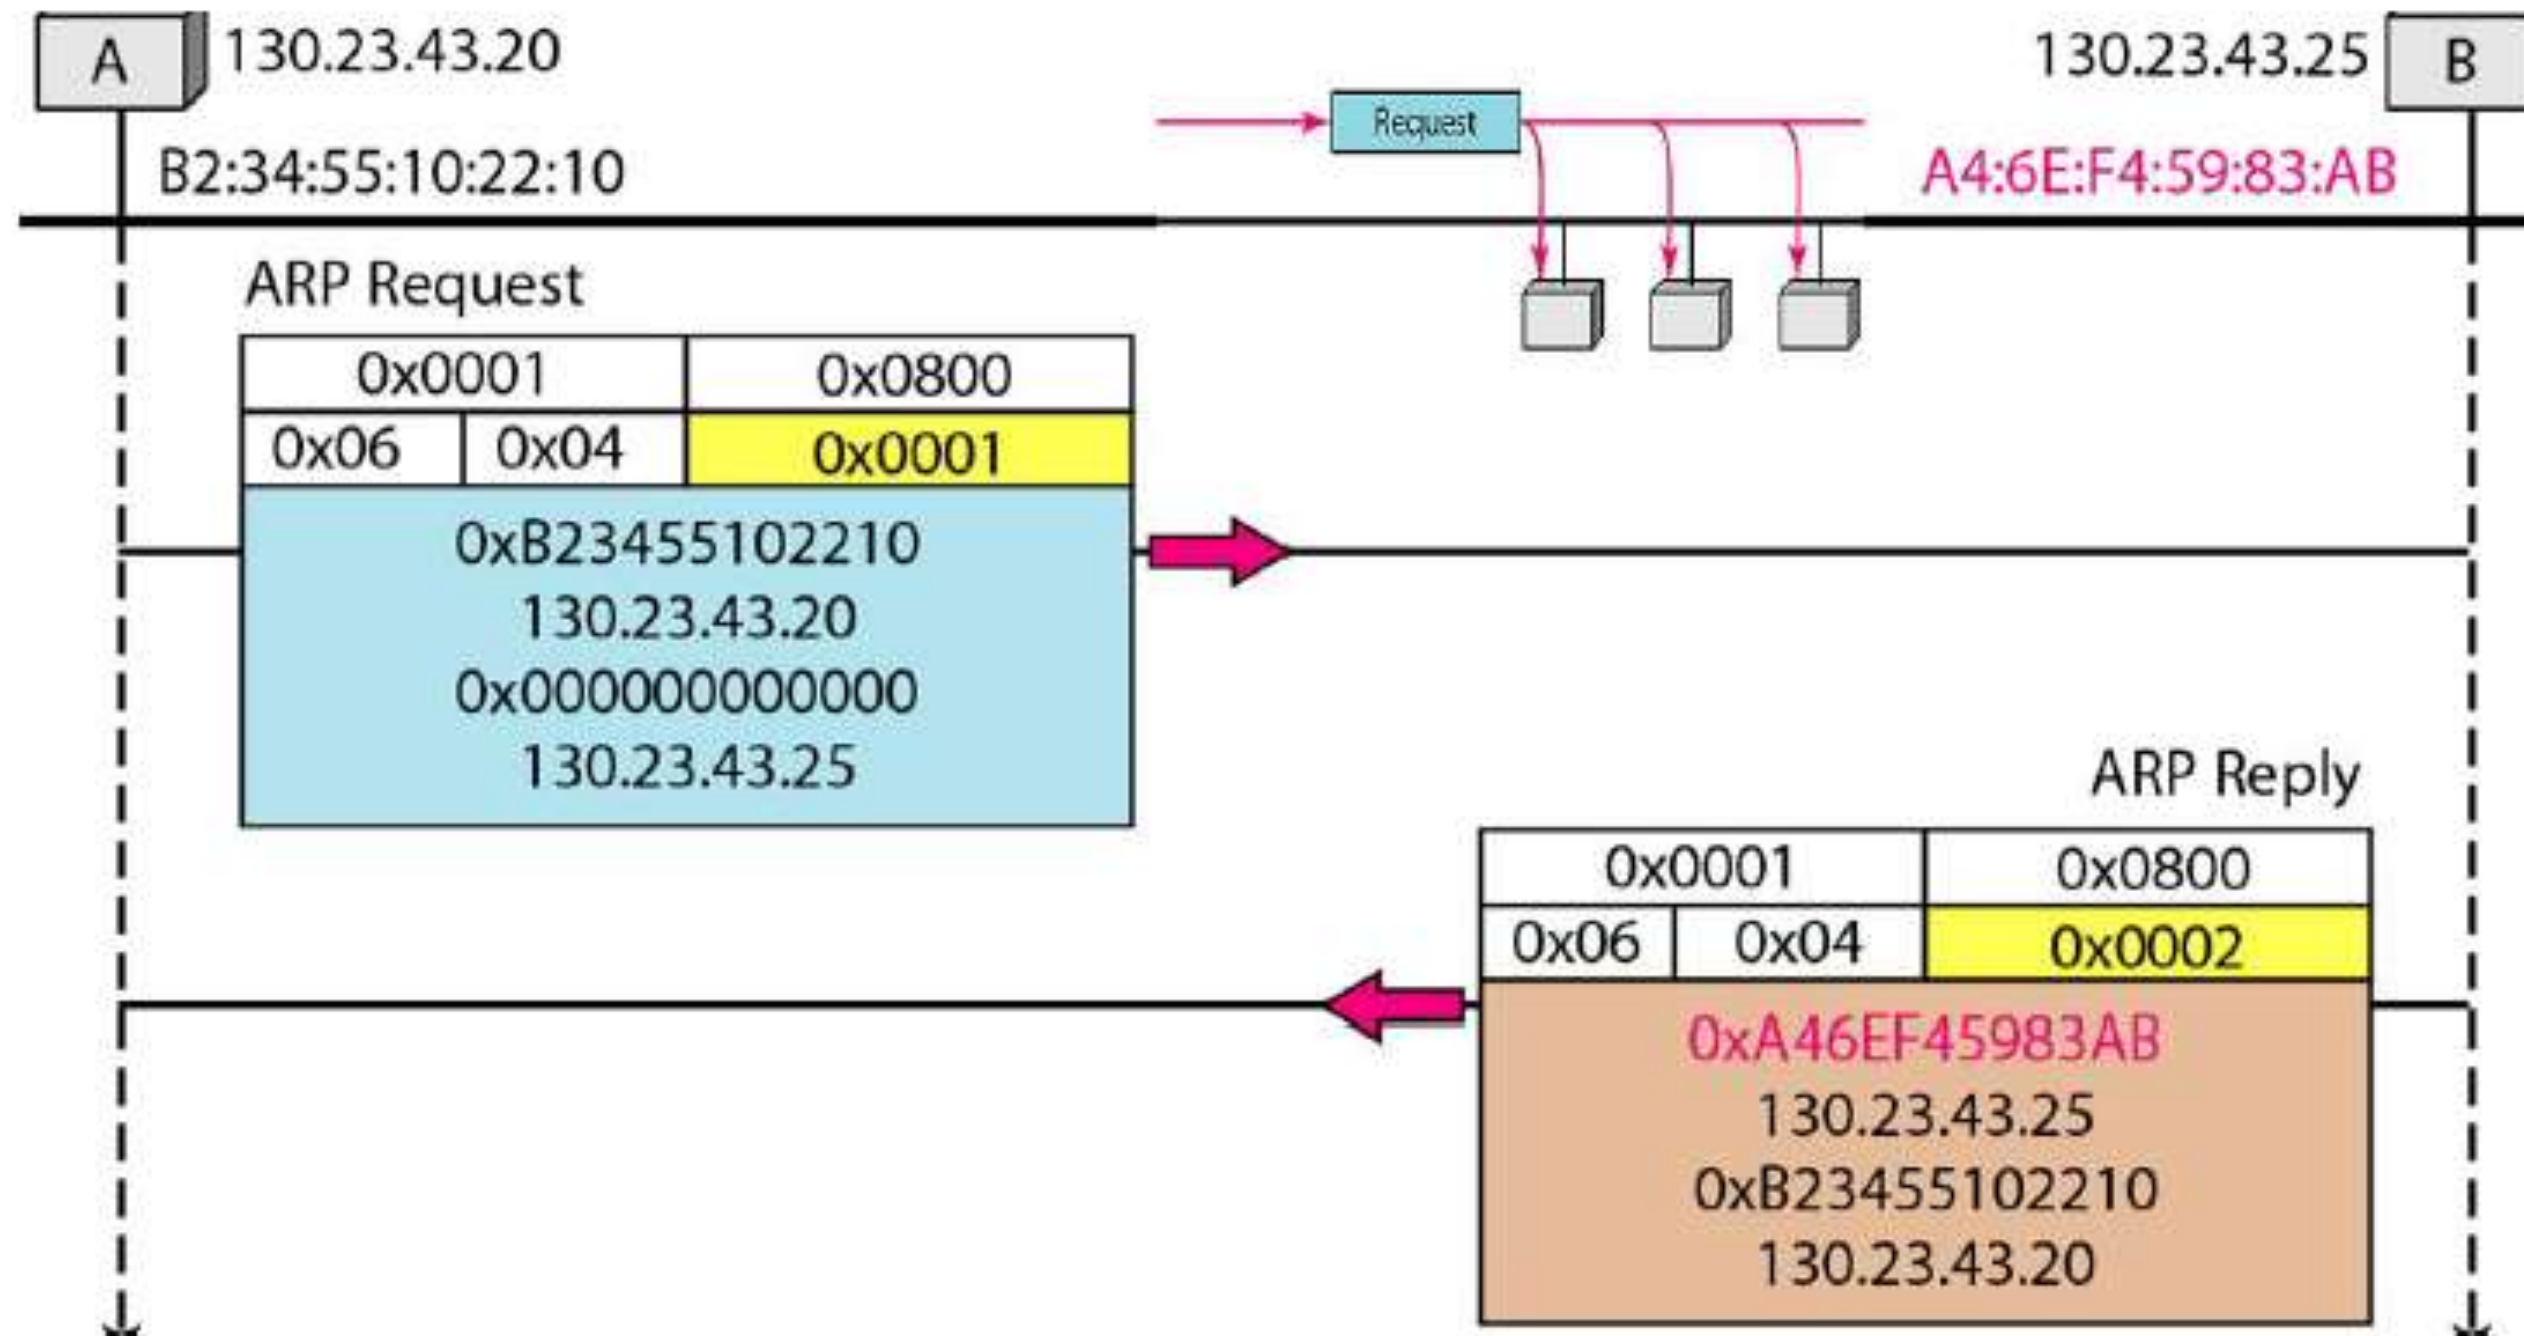 A 130.23.43.20 130.23.43.25 B
Request
B2:34:55:10:22:10 A4:6E:F4:59:83:AB
ARP Request
0x0001 0x0800
0x06 0x04 0x0001
0xB23455102210
130.23.43.20
0x000000000000
130.23.43.25
ARP Reply
0x0001 0x0800
0x06 0x04 0x0002
0xA46EF45983AB
130.23.43.25
0xB23455102210
130.23.43.20